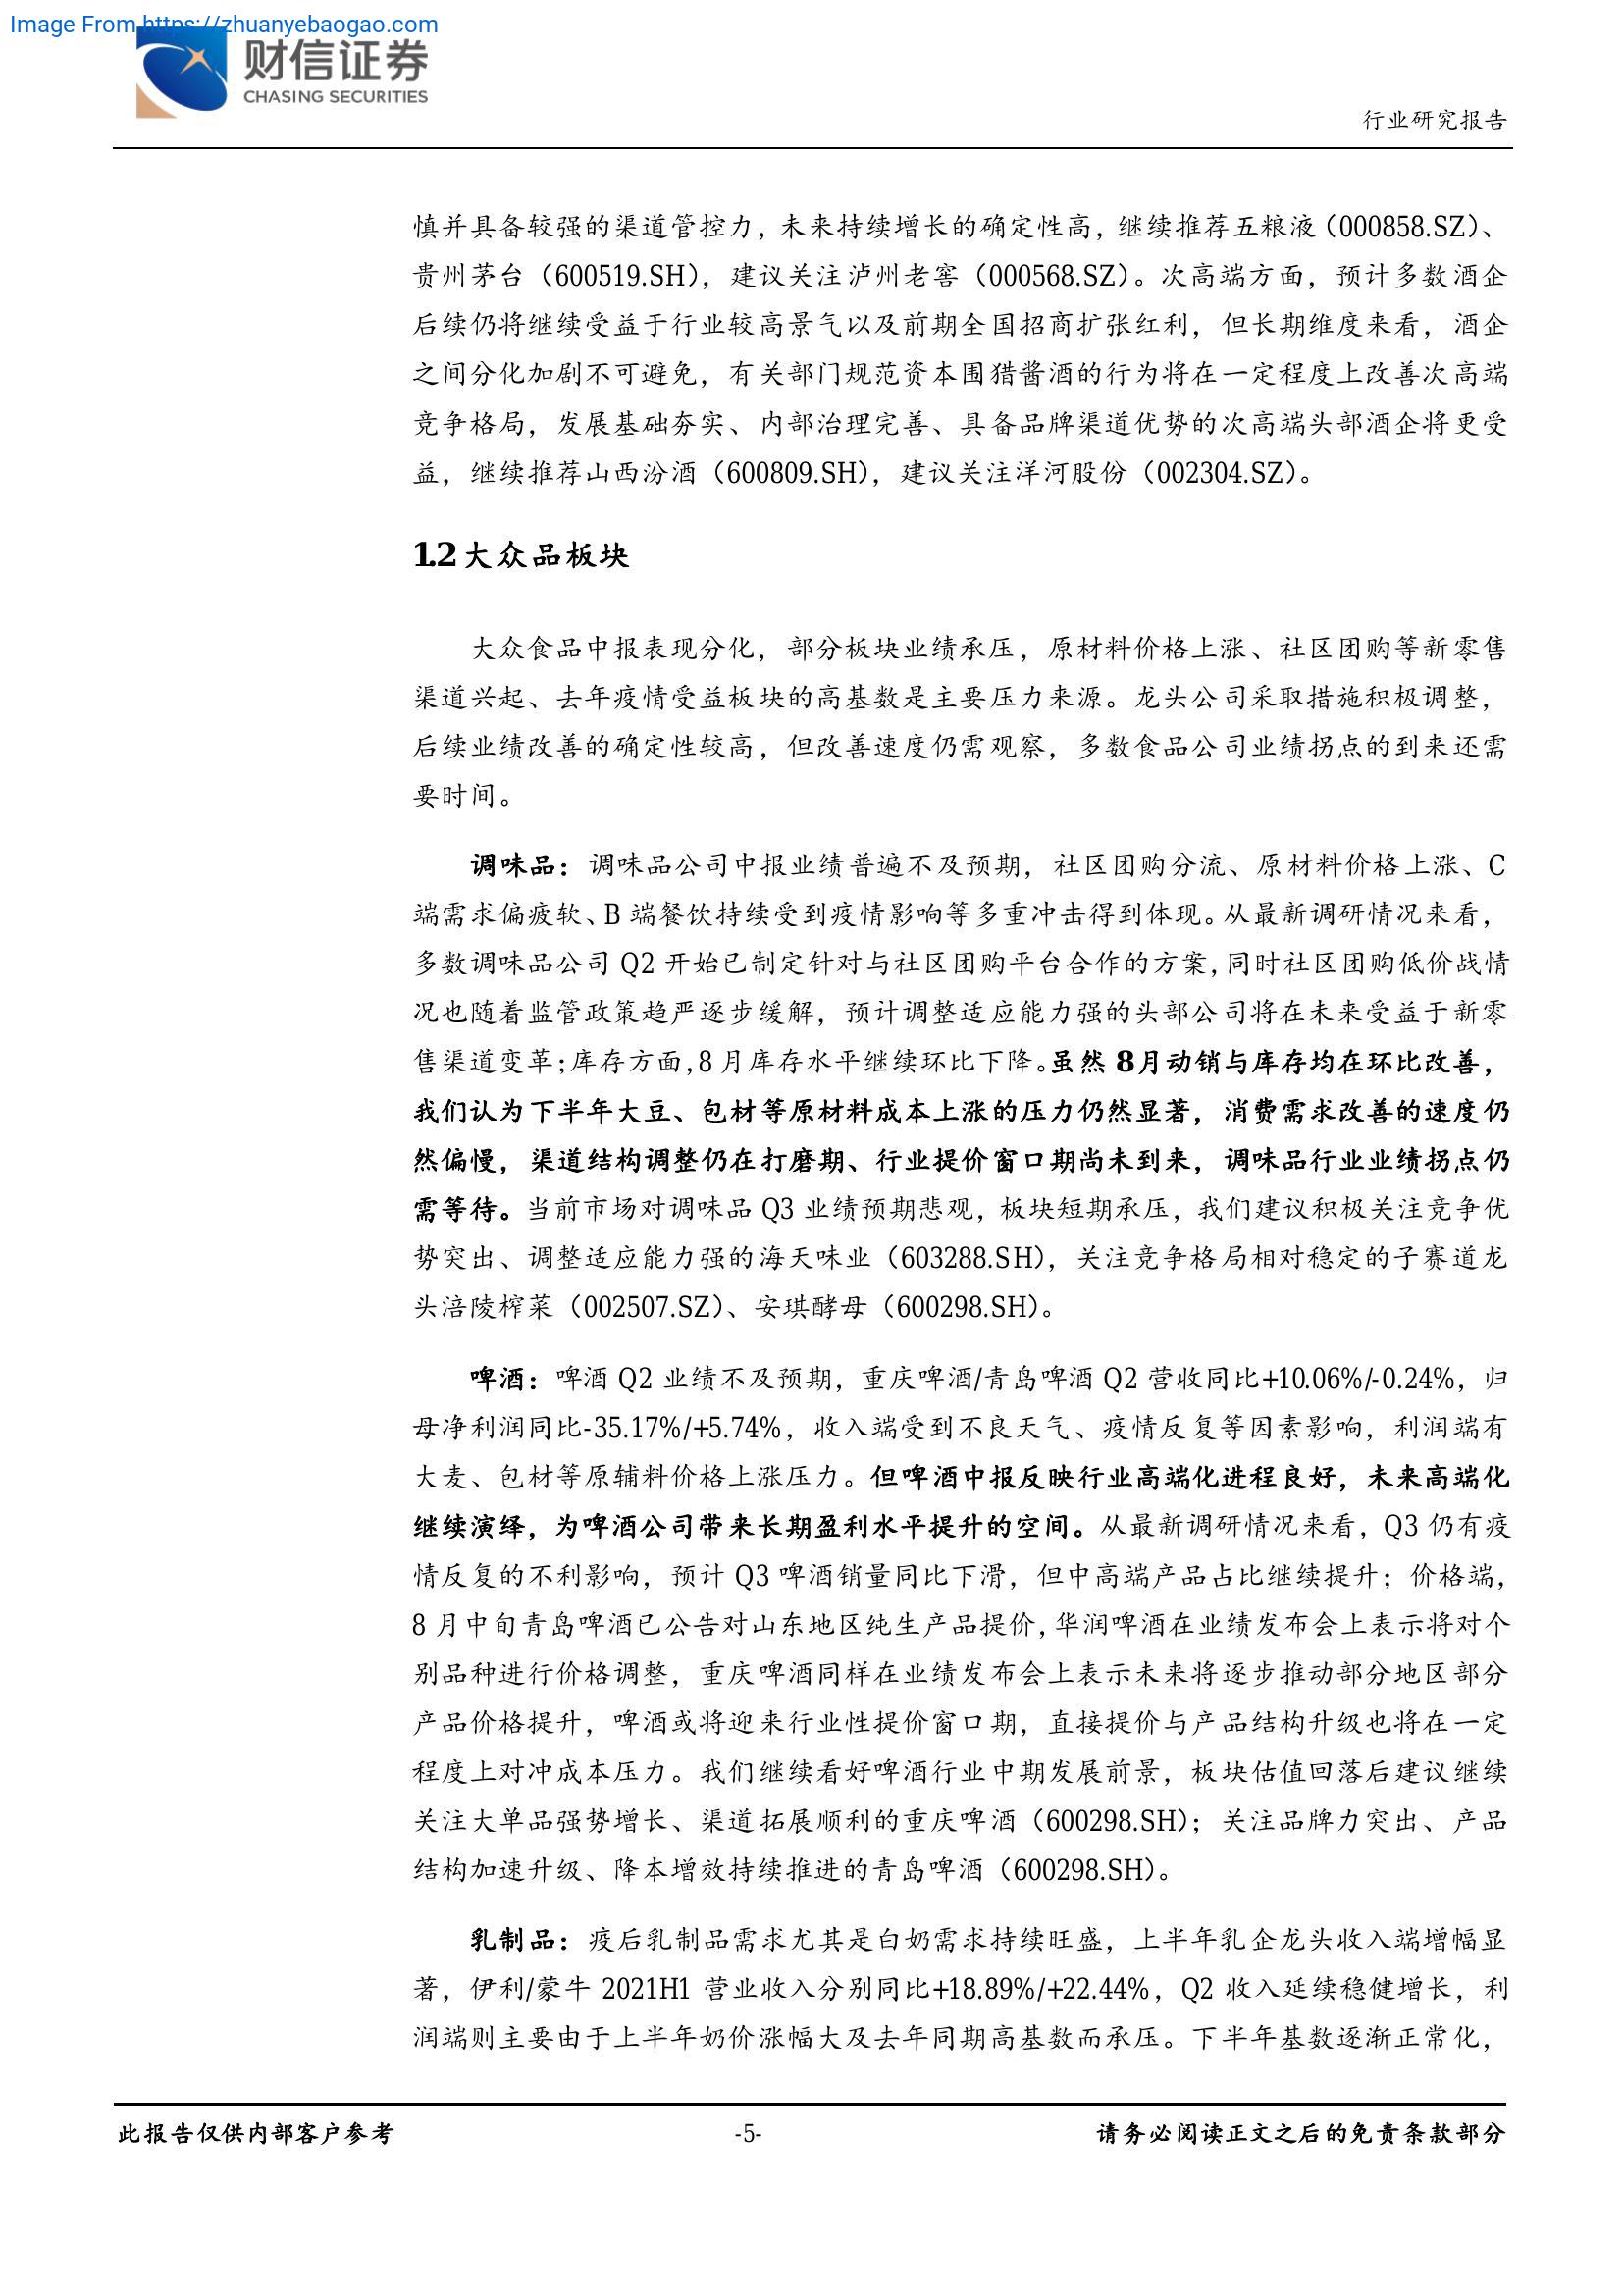 Image From https://zhuanyebaogao.com
财信证券
CHASING SECURITIES
行业研究报告
慎并具备较强的渠道管控力，未来持续增长的确定性高，继续推荐五粮液（000858.SZ）、
贵州茅台（600519.SH），建议关注泸州老窖（000568.SZ）。次高端方面，预计多数酒企
后续仍将继续受益于行业较高景气以及前期全国招商扩张红利，但长期维度来看，酒企
之间分化加剧不可避免，有关部门规范资本围猎酱酒的行为将在一定程度上改善次高端
竞争格局，发展基础夯实、内部治理完善、具备品牌渠道优势的次高端头部酒企将更受
益，继续推荐山西汾酒（600809.SH），建议关注洋河股份（002304.SZ）。
1.2 大众品板块
大众食品中报表现分化，部分板块业绩承压，原材料价格上涨、社区团购等新零售
渠道兴起、去年疫情受益板块的高基数是主要压力来源。龙头公司采取措施积极调整，
后续业绩改善的确定性较高，但改善速度仍需观察，多数食品公司业绩拐点的到来还需
要时间。
调味品：调味品公司中报业绩普遍不及预期，社区团购分流、原材料价格上涨、C
端需求偏疲软、B 端餐饮持续受到疫情影响等多重冲击得到体现。从最新调研情况来看，
多数调味品公司 Q2 开始已制定针对与社区团购平台合作的方案，同时社区团购低价战情
况也随着监管政策趋严逐步缓解，预计调整适应能力强的头部公司将在未来受益于新零
售渠道变革；库存方面，8 月库存水平继续环比下降。虽然 8月动销与库存均在环比改善，
我们认为下半年大豆、包材等原材料成本上涨的压力仍然显著，消费需求改善的速度仍
然偏慢，渠道结构调整仍在打磨期、行业提价窗口期尚未到来，调味品行业业绩拐点仍
需等待。当前市场对调味品 Q3 业绩预期悲观，板块短期承压，我们建议积极关注竞争优
势突出、调整适应能力强的海天味业（603288.SH），关注竞争格局相对稳定的子赛道龙
头涪陵榨菜（002507.SZ）、安琪酵母（600298.SH）。
啤酒：啤酒 Q2 业绩不及预期，重庆啤酒/青岛啤酒 Q2 营收同比+10.06%/-0.24%，归
母净利润同比-35.17%/+5.74%，收入端受到不良天气、疫情反复等因素影响，利润端有
大麦、包材等原辅料价格上涨压力。但啤酒中报反映行业高端化进程良好，未来高端化
继续演绎，为啤酒公司带来长期盈利水平提升的空间。从最新调研情况来看，Q3 仍有疫
情反复的不利影响，预计 Q3 啤酒销量同比下滑，但中高端产品占比继续提升；价格端，
8 月中旬青岛啤酒已公告对山东地区纯生产品提价，华润啤酒在业绩发布会上表示将对个
别品种进行价格调整，重庆啤酒同样在业绩发布会上表示未来将逐步推动部分地区部分
产品价格提升，啤酒或将迎来行业性提价窗口期，直接提价与产品结构升级也将在一定
程度上对冲成本压力。我们继续看好啤酒行业中期发展前景，板块估值回落后建议继续
关注大单品强势增长、渠道拓展顺利的重庆啤酒（600298.SH）；关注品牌力突出、产品
结构加速升级、降本增效持续推进的青岛啤酒（600298.SH）。
乳制品：疫后乳制品需求尤其是白奶需求持续旺盛，上半年乳企龙头收入端增幅显
著，伊利/蒙牛 2021H1 营业收入分别同比+18.89%/+22.44%，Q2 收入延续稳健增长，利
润端则主要由于上半年奶价涨幅大及去年同期高基数而承压。下半年基数逐渐正常化，
此报告仅供内部客户参考
-5-
请务必阅读正文之后的免责条款部分